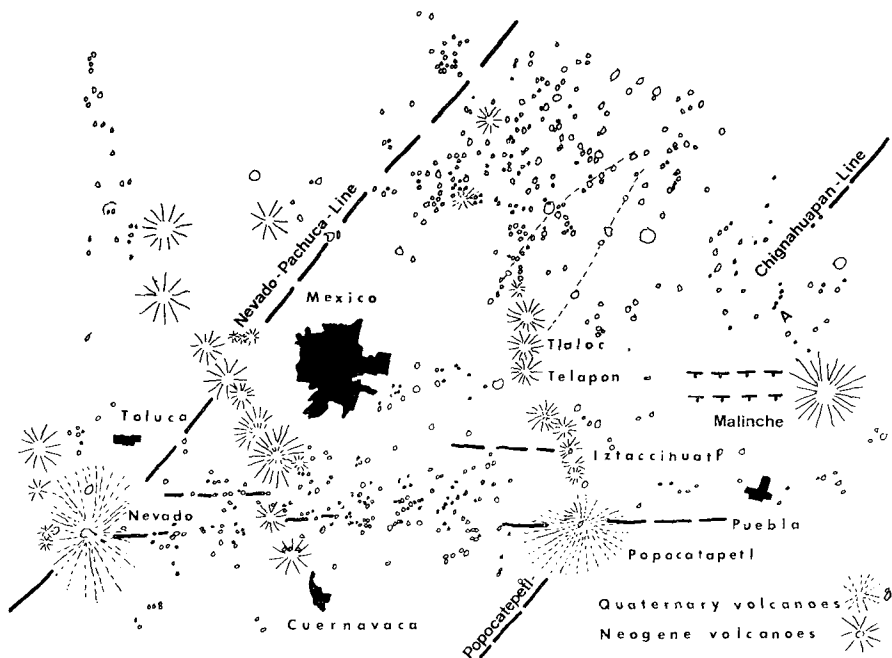 Nevado-Pachuca-Line
Chignahuapan-Line
Mexico
Tlaloc
Telapon
Toluca
Malinche
Iztaccihuatl
Nevado
Puebla
Popocatapetl
Popocatepetl-
Quaternary volcanoes
Neogene volcanoes
Cuernavaca
A